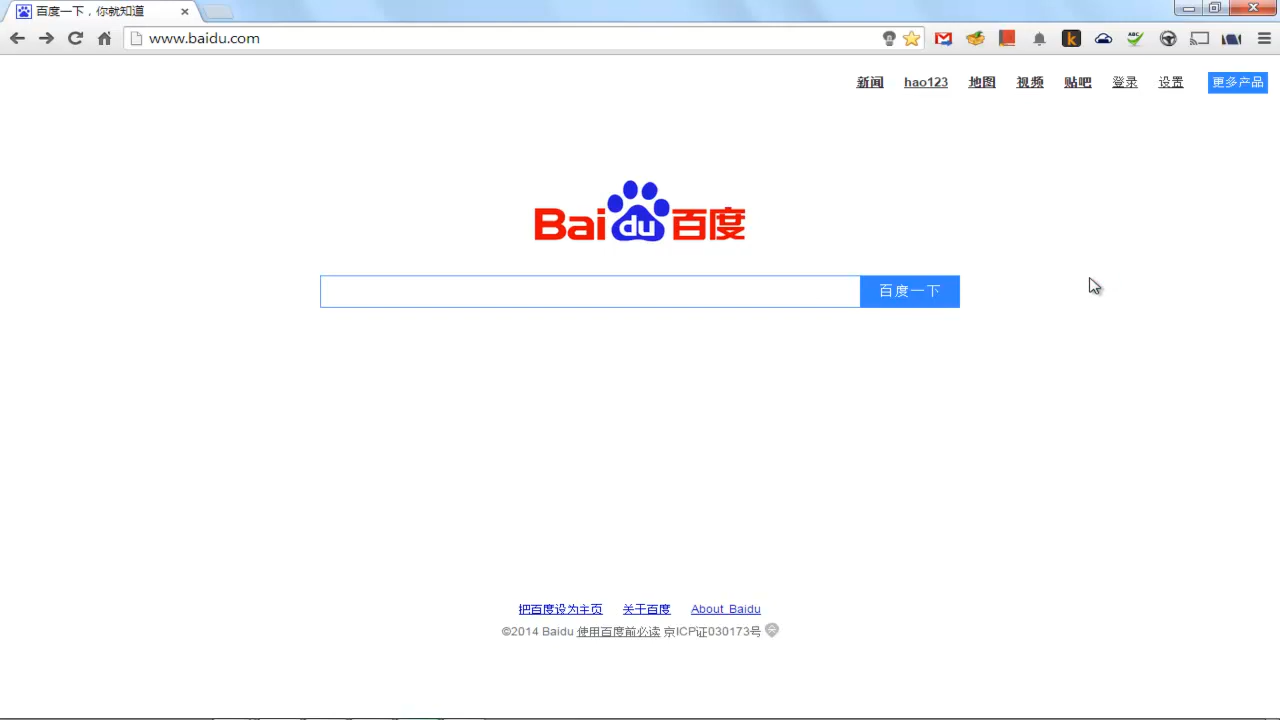 百度一下，你就知道
www.baidu.com
新闻 hao123 地图 视频 贴吧 登录 设置 更多产品
Bai du 百度
百度一下
把百度设为主页 关于百度 About Baidu
©2014 Baidu 使用百度前必读 京ICP证030173号